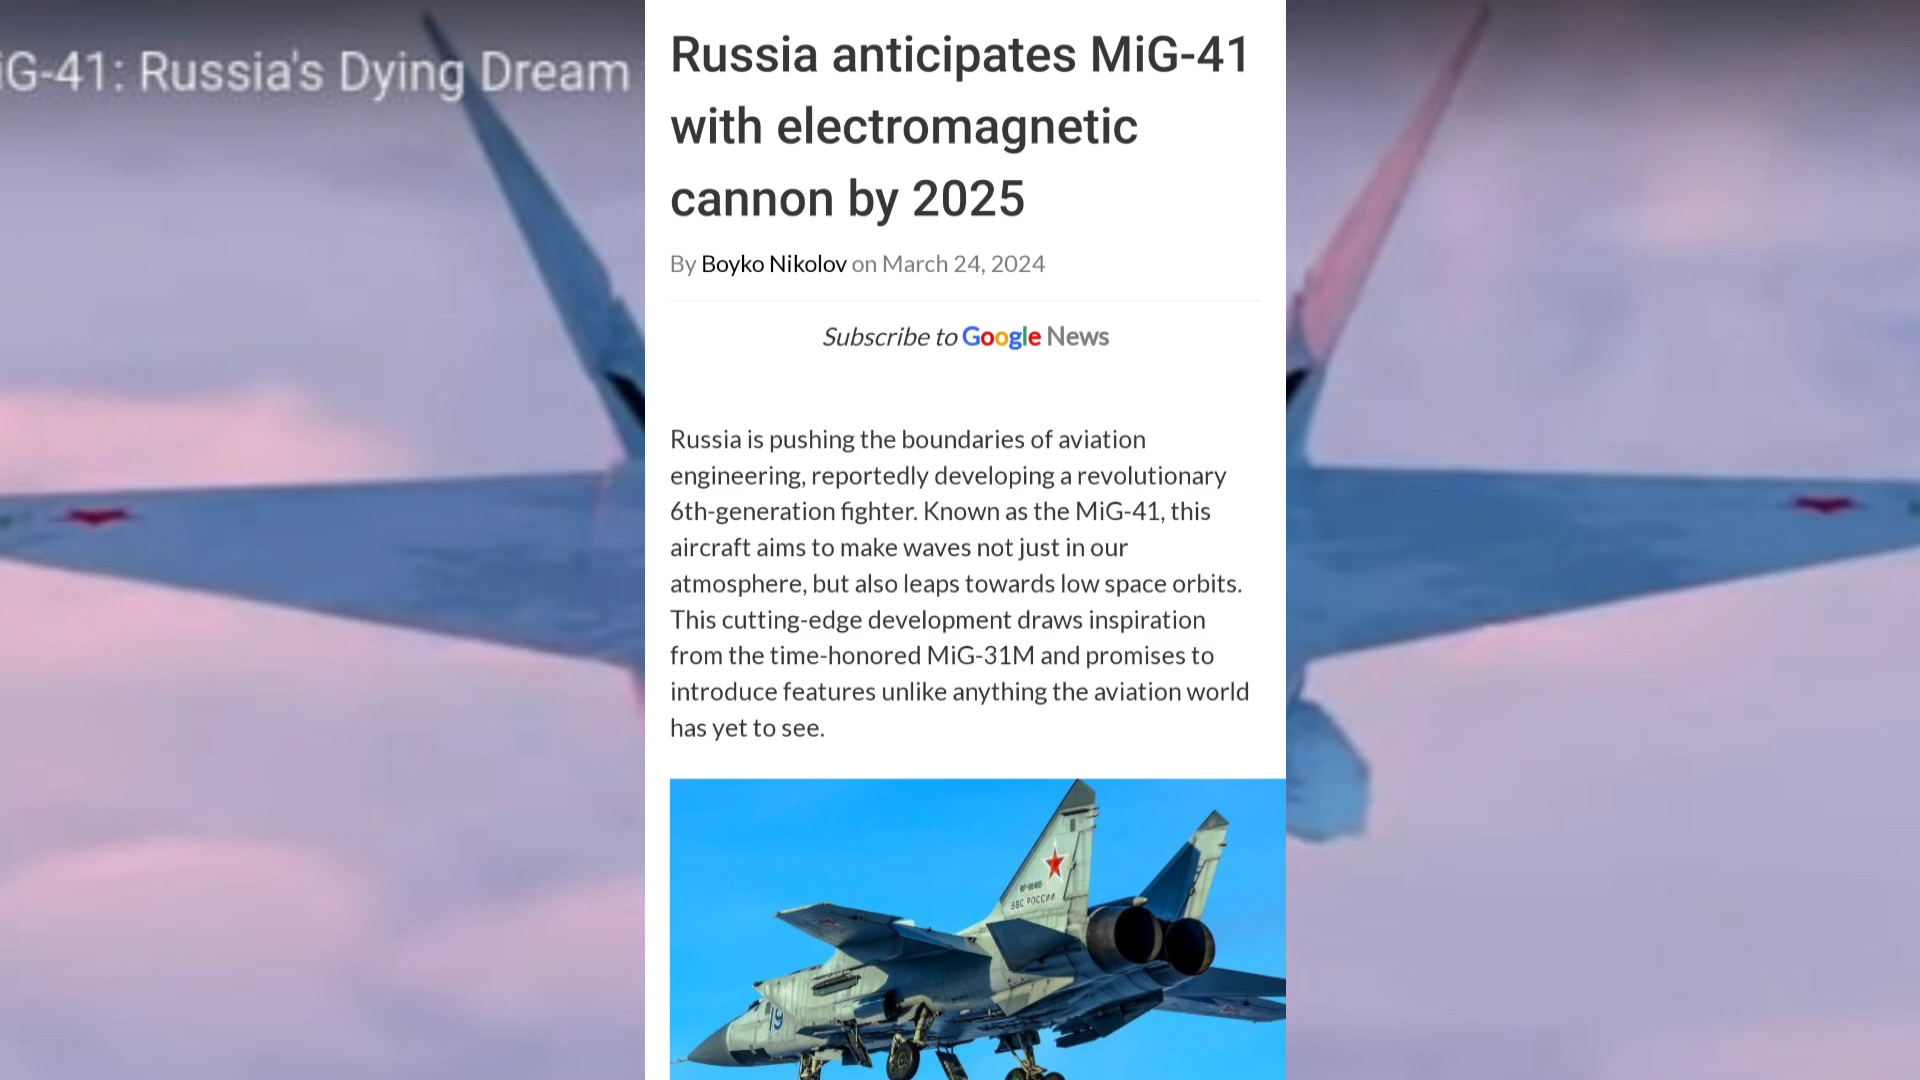 iG-41: Russia's Dying Dream
Russia anticipates MiG-41
with electromagnetic
cannon by 2025
By Boyko Nikolov on March 24, 2024
Subscribe to Google News
Russia is pushing the boundaries of aviation
engineering, reportedly developing a revolutionary
6th-generation fighter. Known as the MiG-41, this
aircraft aims to make waves not just in our
atmosphere, but also leaps towards low space orbits.
This cutting-edge development draws inspiration
from the time-honored MiG-31M and promises to
introduce features unlike anything the aviation world
has yet to see.
ВВС РОССИИ
19